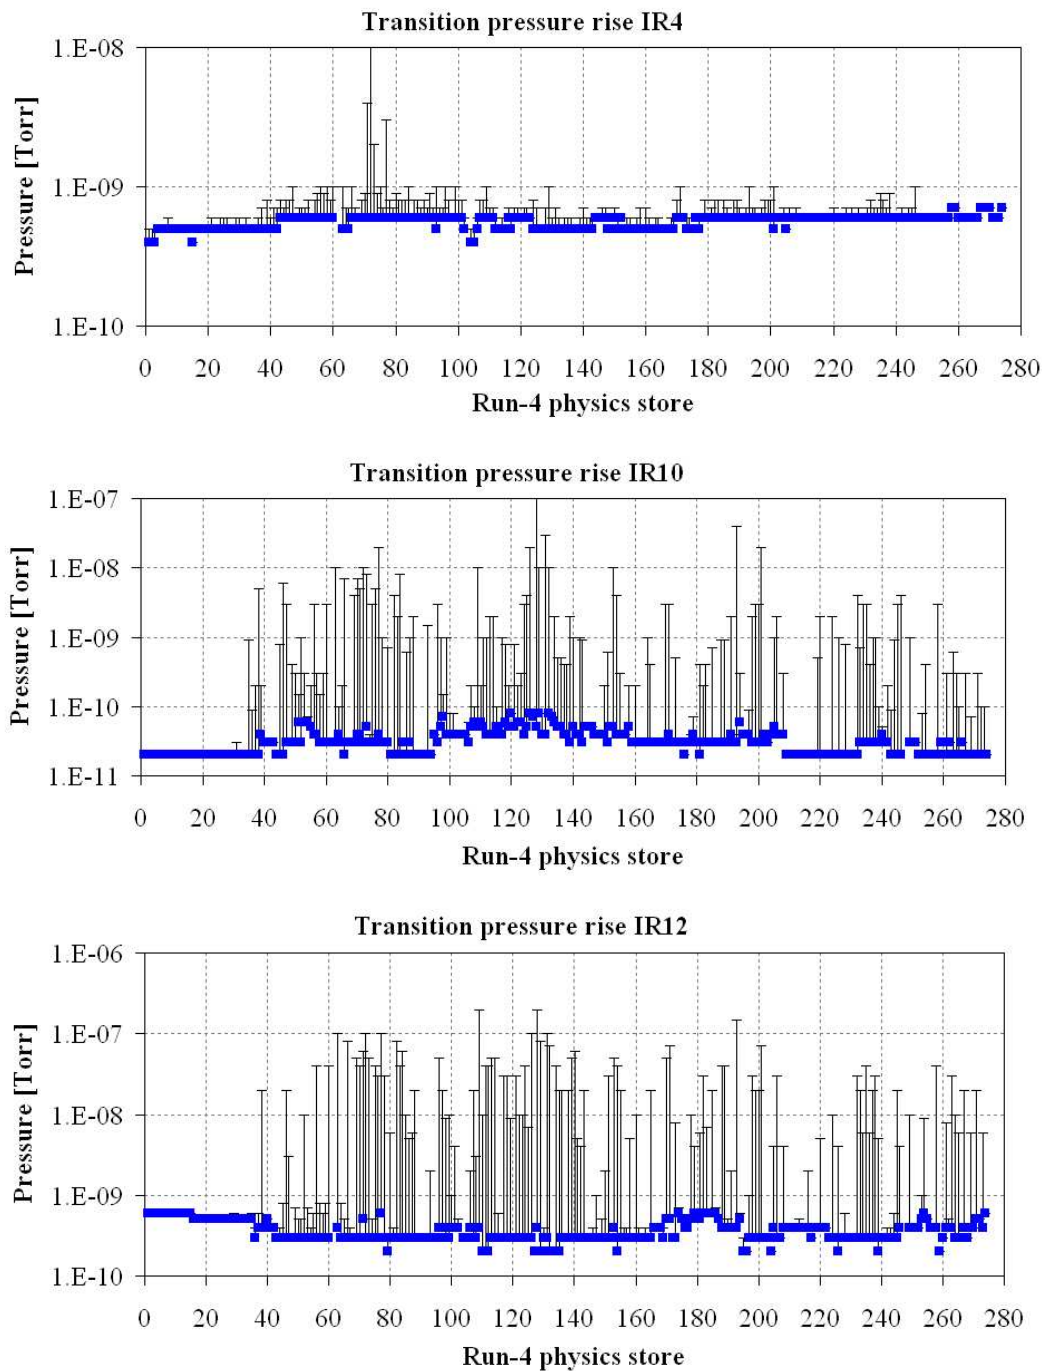 Transition pressure rise IR4
Pressure [Torr]
1.E-08
1.E-09
1.E-10
0 20 40 60 80 100 120 140 160 180 200 220 240 260 280
Run-4 physics store
Transition pressure rise IR10
Pressure [Torr]
1.E-07
1.E-08
1.E-09
1.E-10
1.E-11
0 20 40 60 80 100 120 140 160 180 200 220 240 260 280
Run-4 physics store
Transition pressure rise IR12
Pressure [Torr]
1.E-06
1.E-07
1.E-08
1.E-09
1.E-10
0 20 40 60 80 100 120 140 160 180 200 220 240 260 280
Run-4 physics store